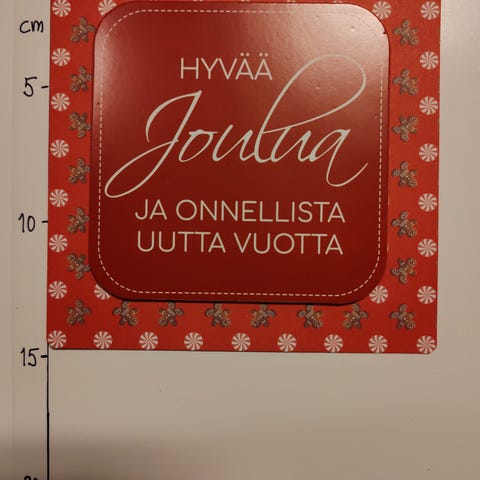 cm
5
HYVÄÄ
Joulua
JA ONNELLISTA
10
UUTTA VUOTTA
15